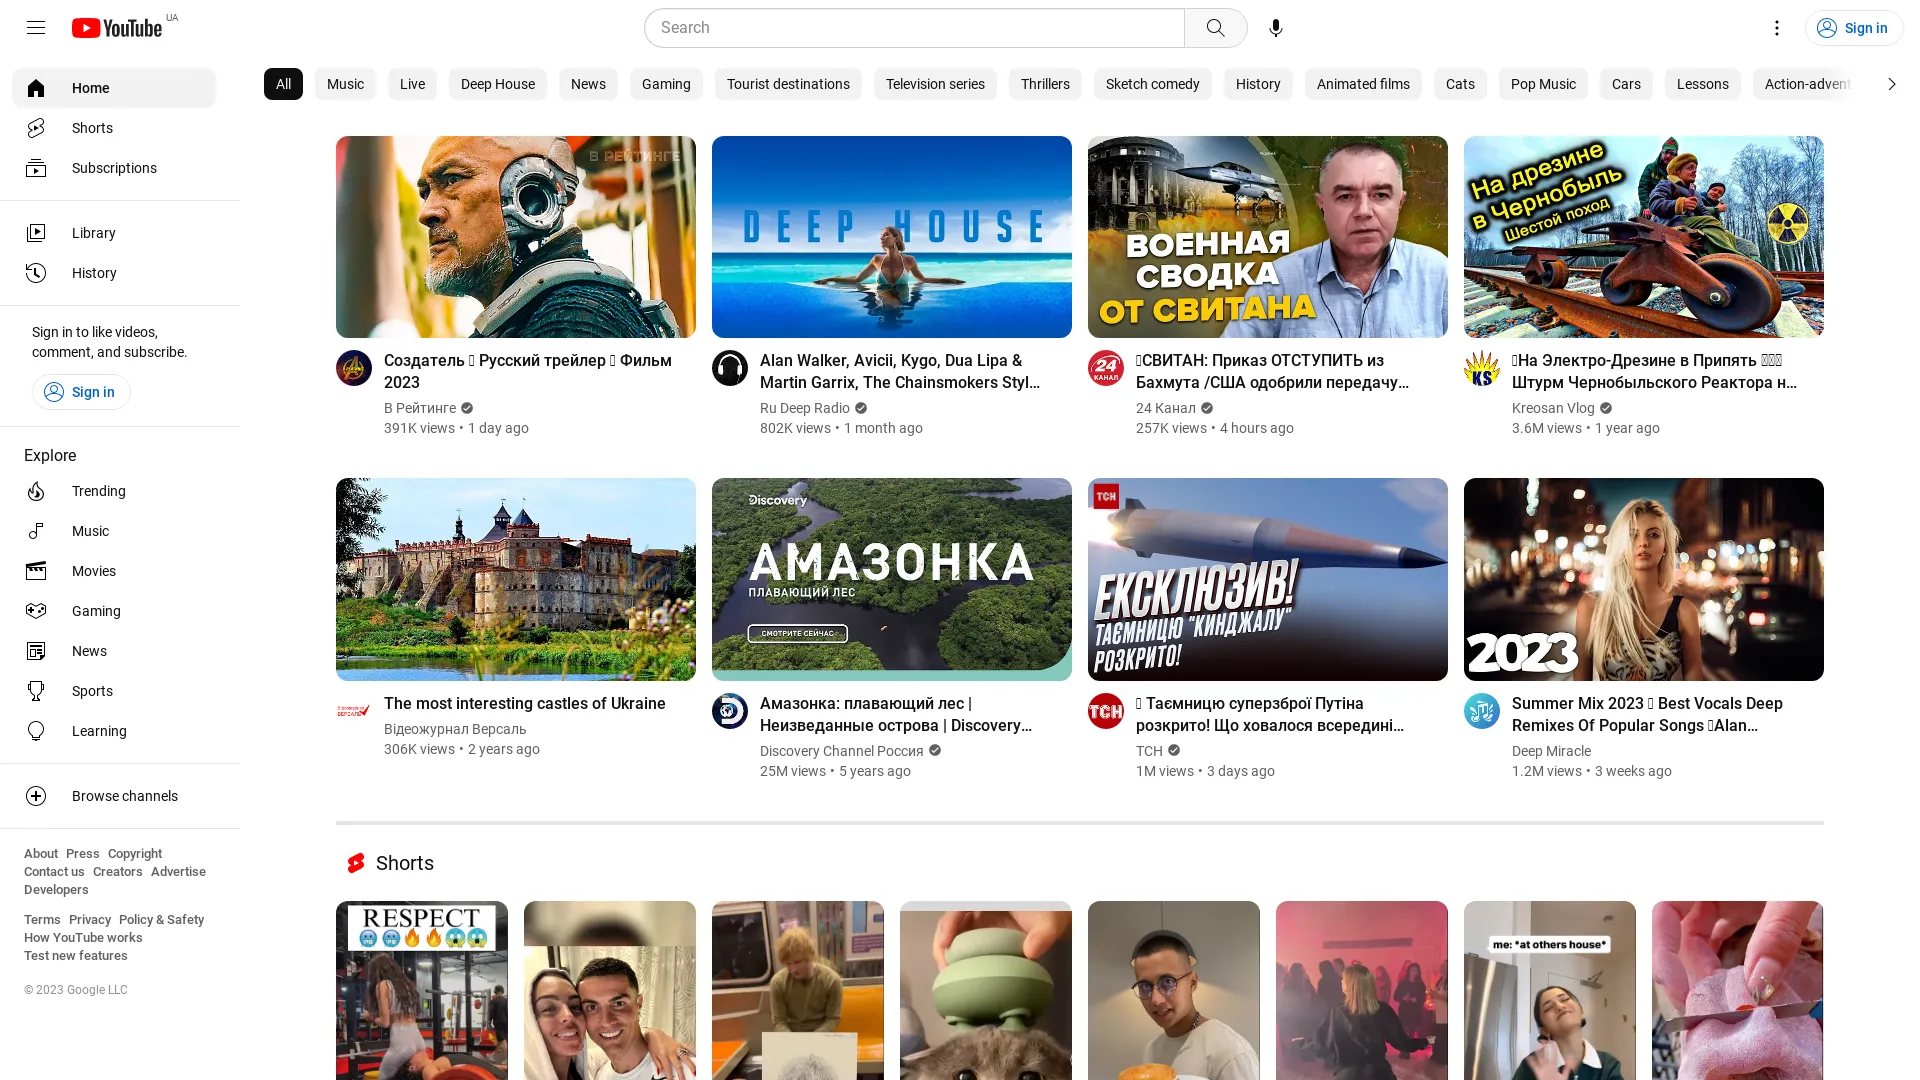 YouTube UA
Search
Sign in
Home
Shorts
Subscriptions
Library
History
Sign in to like videos,
comment, and subscribe.
Sign in
Explore
Trending
Music
Movies
Gaming
News
Sports
Learning
Browse channels
About Press Copyright
Contact us Creators Advertise
Developers
Terms Privacy Policy & Safety
How YouTube works
Test new features
© 2023 Google LLC
All Music Live Deep House News Gaming Tourist destinations Television series Thrillers Sketch comedy History Animated films Cats Pop Music Cars Lessons Action-advent
В РЕЙТИНГЕ
Создатель Русский трейлер Фильм
2023
В Рейтинге
391K views • 1 day ago
DEEP HOUSE
Alan Walker, Avicii, Kygo, Dua Lipa &
Martin Garrix, The Chainsmokers Styl...
Ru Deep Radio
802K views • 1 month ago
ВОЕННАЯ
СВОДКА
ОТ СВИТАНА
24
КАНАЛ
СВИТАН: Приказ ОТСТУПИТЬ из
Бахмута /США одобрили передачу...
24 Канал
257K views • 4 hours ago
На дрезине
в Чернобыль
Шестой поход
KS
На Электро-Дрезине в Припять
Штурм Чернобыльского Реактора н...
Kreosan Vlog
3.6M views • 1 year ago
The most interesting castles of Ukraine
Відеожурнал Версаль
306K views • 2 years ago
Discovery
АМАЗОНКА
ПЛАВАЮЩИЙ ЛЕС
СМОТРИТЕ СЕЙЧАС
Амазонка: плавающий лес |
Неизведанные острова | Discovery...
Discovery Channel Россия
25M views • 5 years ago
ТСН
ЕКСКЛЮЗИВ!
ТАЄМНИЦЮ "КИНДЖАЛУ"
РОЗКРИТО!
ТСН
Таємницю суперзброї Путіна
розкрито! Що ховалося всередині...
ТСН
1M views • 3 days ago
2023
Summer Mix 2023 Best Vocals Deep
Remixes Of Popular Songs Alan...
Deep Miracle
1.2M views • 3 weeks ago
Shorts
RESPECT
me: *at others house*